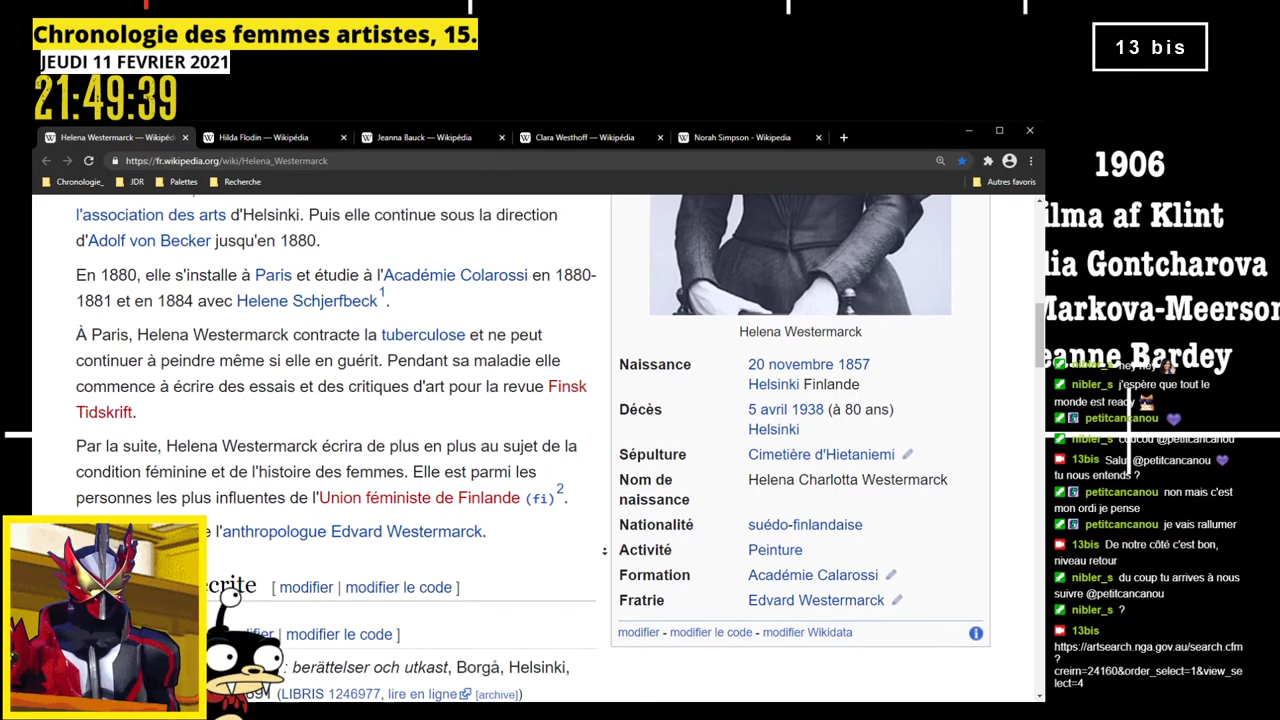 Chronologie des femmes artistes, 15.
JEUDI 11 FEVRIER 2021
21:49:39
13 bis
Helena Westermarck — Wikipéd
Hilda Flodin — Wikipédia
Jeanna Bauck — Wikipédia
Clara Westhoff — Wikipédia
Norah Simpson - Wikipedia
https://fr.wikipedia.org/wiki/Helena_Westermarck
Chronologie_
JDR
Palettes
Recherche
Autres favoris
l'association des arts d'Helsinki. Puis elle continue sous la direction
d'Adolf von Becker jusqu'en 1880.
En 1880, elle s'installe à Paris et étudie à l'Académie Colarossi en 1880-
1881 et en 1884 avec Helene Schjerfbeck1.
À Paris, Helena Westermarck contracte la tuberculose et ne peut
continuer à peindre même si elle en guérit. Pendant sa maladie elle
commence à écrire des essais et des critiques d'art pour la revue Finsk
Tidskrift.
Par la suite, Helena Westermarck écrira de plus en plus au sujet de la
condition féminine et de l'histoire des femmes. Elle est parmi les
personnes les plus influentes de l'Union féministe de Finlande (fi)2.
l'anthropologue Edvard Westermarck.
crite [ modifier | modifier le code ]
fier | modifier le code ]
: berättelser och utkast, Borgå, Helsinki,
(LIBRIS 1246977, lire en ligne [archive])
Helena Westermarck
Naissance 20 novembre 1857
Helsinki Finlande
Décès 5 avril 1938 (à 80 ans)
Helsinki
Sépulture Cimetière d'Hietaniemi
Nom de naissance Helena Charlotta Westermarck
Nationalité suédo-finlandaise
Activité Peinture
Formation Académie Calarossi
Fratrie Edvard Westermarck
modifier - modifier le code - modifier Wikidata
1906
ilma af Klint
lia Gontcharova
Markova-Meerson
eanne Bardey
nibler_s hey hey
nibler_s j'espère que tout le
monde est ready
petitcancanou
nibler_s coucou @petitcancanou
13bis Salut @petitcancanou
tu nous entends ?
petitcancanou non mais c'est
mon ordi je pense
petitcancanou je vais rallumer
13bis De notre côté c'est bon,
niveau retour
nibler_s du coup tu arrives à nous
suivre @petitcancanou
nibler_s ?
13bis
https://artsearch.nga.gov.au/search.cfm
?
creirn=24160&order_select=1&view_se
lect=4